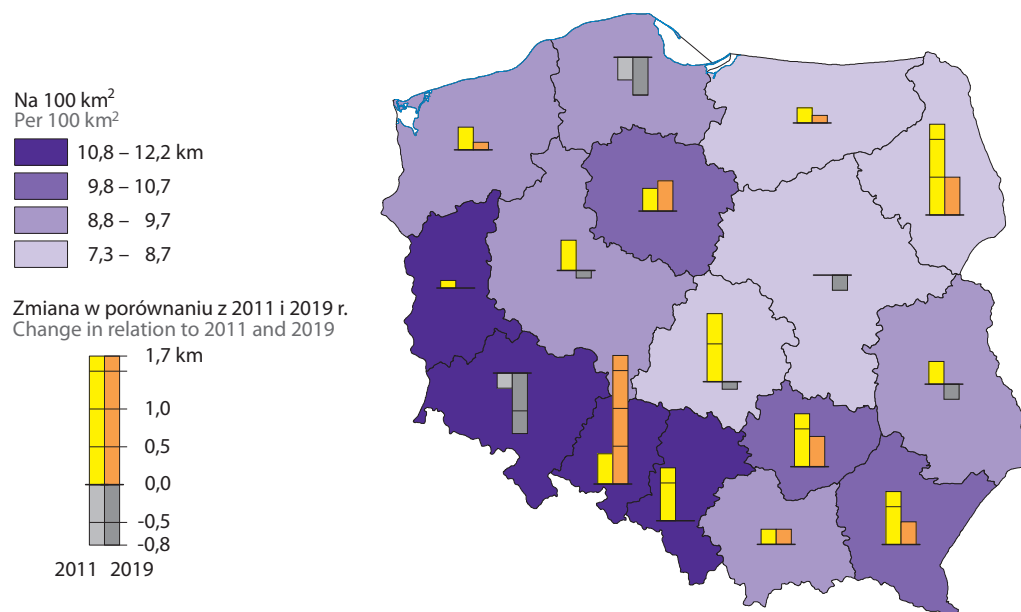 Na 100 km²
Per 100 km²
10,8 – 12,2 km
9,8 – 10,7
8,8 – 9,7
7,3 – 8,7
Zmiana w porównaniu z 2011 i 2019 r.
Change in relation to 2011 and 2019
1,7 km
1,0
0,5
0,0
-0,5
-0,8
2011 2019